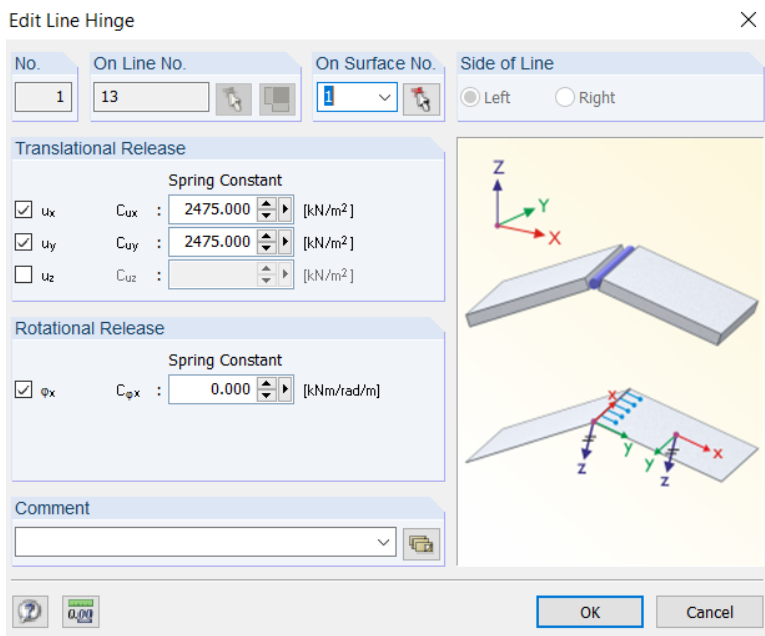 Edit Line Hinge
No. On Line No. On Surface No. Side of Line
1 13 1 Left Right
Translational Release
Spring Constant
ux Cux : 2475.000 [kN/m²]
uy Cuy : 2475.000 [kN/m²]
uz Cuz : [kN/m²]
Rotational Release
Spring Constant
φx Cφx : 0.000 [kNm/rad/m]
Comment
Z
Y
X
x
y
z
x
y
z
0.00
OK Cancel